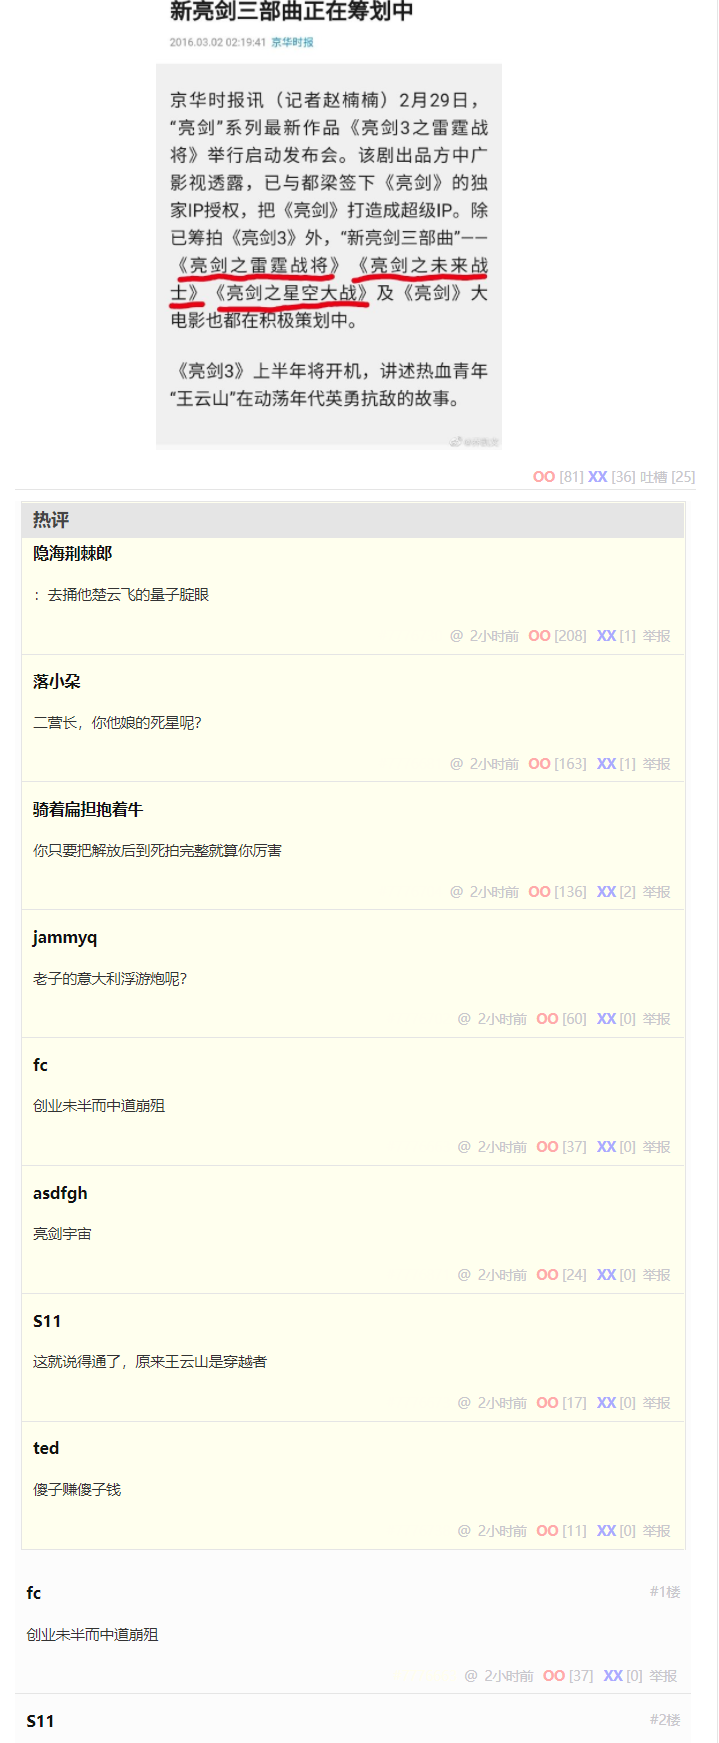 新亮剑三部曲正在筹划中
2016.03.02 02:19:41 京华时报
京华时报讯（记者赵楠楠）2月29日，
“亮剑”系列最新作品《亮剑3之雷霆战
将》举行启动发布会。该剧出品方中广
影视透露，已与都梁签下《亮剑》的独
家IP授权，把《亮剑》打造成超级IP。除
已筹拍《亮剑3》外，“新亮剑三部曲”——
《亮剑之雷霆战将》《亮剑之未来战
士》《亮剑之星空大战》及《亮剑》大
电影也都在积极策划中。
《亮剑3》上半年将开机，讲述热血青年
“王云山”在动荡年代英勇抗敌的故事。
OO [81] XX [36] 吐槽 [25]
热评
隐海荆棘郎
：去捅他楚云飞的量子腚眼
@ 2小时前 OO [208] XX [1] 举报
落小朶
二营长，你他娘的死星呢？
@ 2小时前 OO [163] XX [1] 举报
骑着扁担抱着牛
你只要把解放后到死拍完整就算你厉害
@ 2小时前 OO [136] XX [2] 举报
jammyq
老子的意大利浮游炮呢？
@ 2小时前 OO [60] XX [0] 举报
fc
创业未半而中道崩殂
@ 2小时前 OO [37] XX [0] 举报
asdfgh
亮剑宇宙
@ 2小时前 OO [24] XX [0] 举报
S11
这就说得通了，原来王云山是穿越者
@ 2小时前 OO [17] XX [0] 举报
ted
傻子赚傻子钱
@ 2小时前 OO [11] XX [0] 举报
fc #1楼
创业未半而中道崩殂
@ 2小时前 OO [37] XX [0] 举报
S11 #2楼